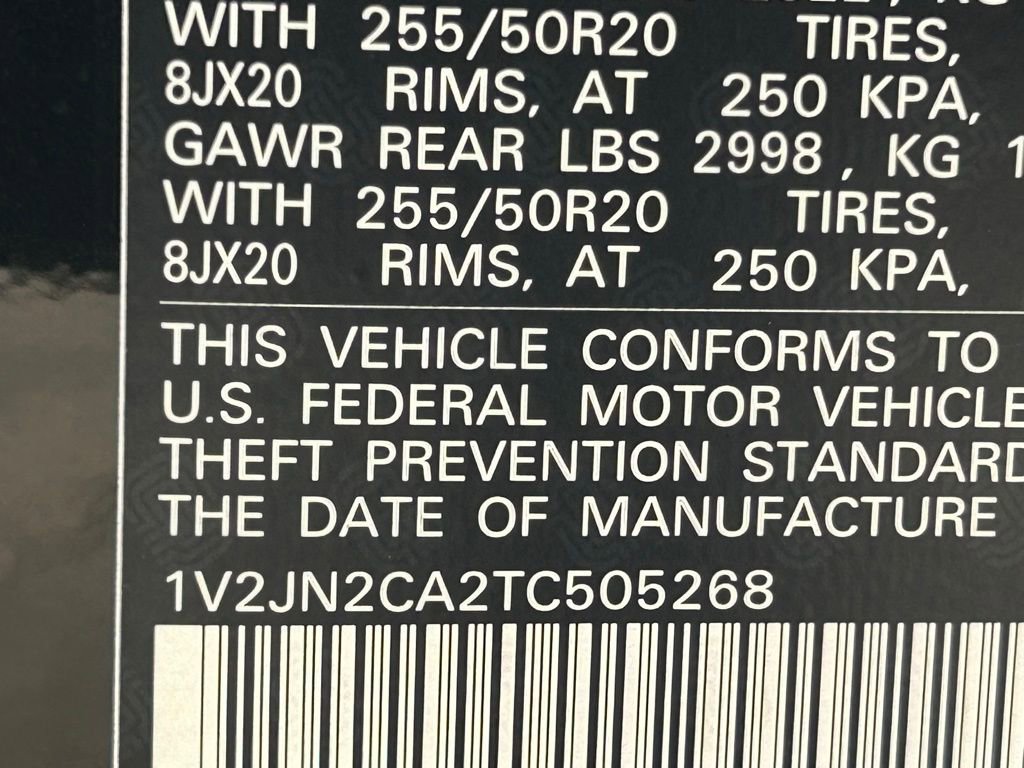 WITH 255/50R20 TIRES,
8JX20 RIMS, AT 250 KPA,
GAWR REAR LBS 2998, KG 1
WITH 255/50R20 TIRES,
8JX20 RIMS, AT 250 KPA,
THIS VEHICLE CONFORMS TO
U.S. FEDERAL MOTOR VEHICLE
THEFT PREVENTION STANDARD
THE DATE OF MANUFACTURE
1V2JN2CA2TC505268